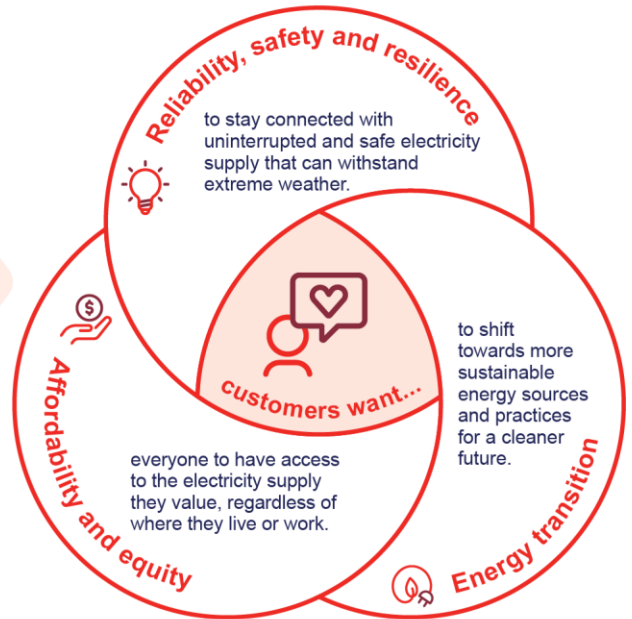 Reliability, safety and resilience
to stay connected with
uninterrupted and safe electricity
supply that can withstand
extreme weather.
$
customers want...
to shift
towards more
sustainable
energy sources
and practices
for a cleaner
future.
Affordability and equity
everyone to have access
to the electricity supply
they value, regardless of
where they live or work.
Energy transition